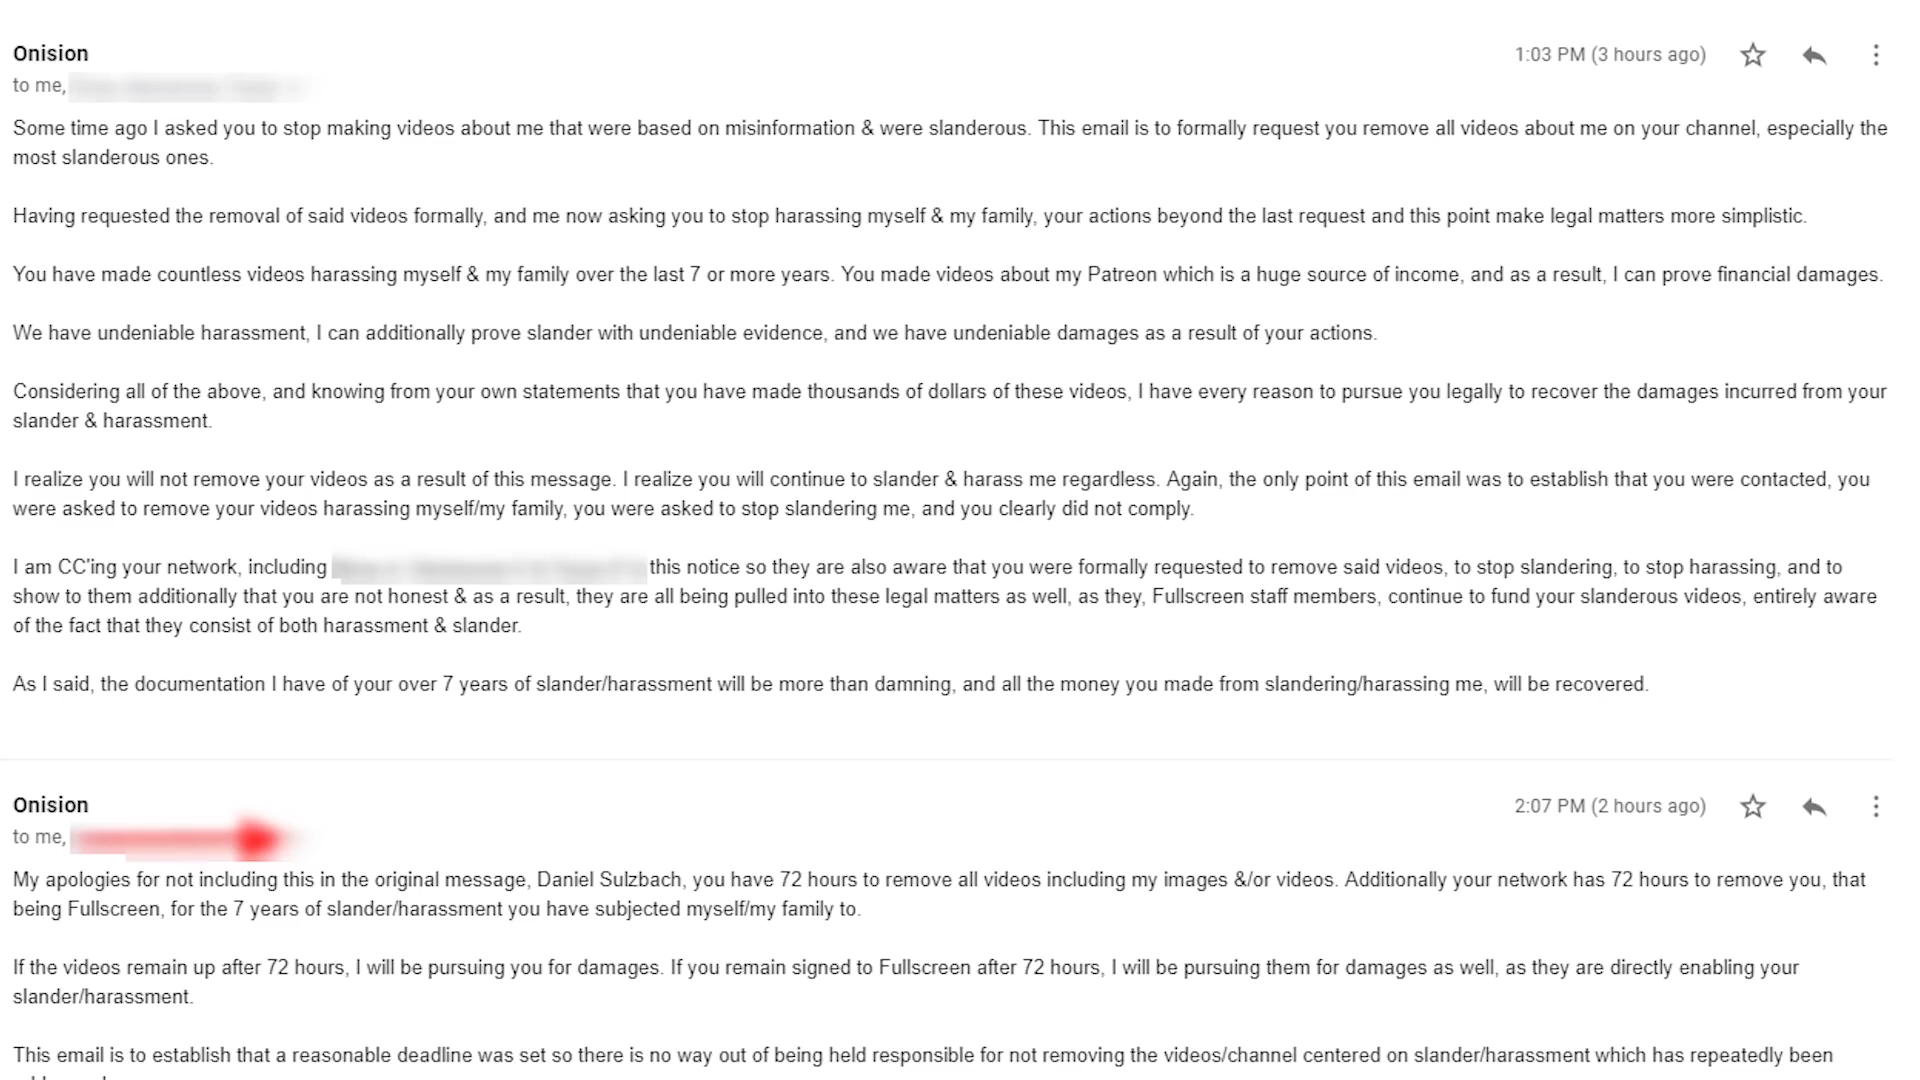 Onision
1:03 PM (3 hours ago)
to me,
Some time ago I asked you to stop making videos about me that were based on misinformation & were slanderous. This email is to formally request you remove all videos about me on your channel, especially the
most slanderous ones.
Having requested the removal of said videos formally, and me now asking you to stop harassing myself & my family, your actions beyond the last request and this point make legal matters more simplistic.
You have made countless videos harassing myself & my family over the last 7 or more years. You made videos about my Patreon which is a huge source of income, and as a result, I can prove financial damages.
We have undeniable harassment, I can additionally prove slander with undeniable evidence, and we have undeniable damages as a result of your actions.
Considering all of the above, and knowing from your own statements that you have made thousands of dollars of these videos, I have every reason to pursue you legally to recover the damages incurred from your
slander & harassment.
I realize you will not remove your videos as a result of this message. I realize you will continue to slander & harass me regardless. Again, the only point of this email was to establish that you were contacted, you
were asked to remove your videos harassing myself/my family, you were asked to stop slandering me, and you clearly did not comply.
I am CC'ing your network, including this notice so they are also aware that you were formally requested to remove said videos, to stop slandering, to stop harassing, and to
show to them additionally that you are not honest & as a result, they are all being pulled into these legal matters as well, as they, Fullscreen staff members, continue to fund your slanderous videos, entirely aware
of the fact that they consist of both harassment & slander.
As I said, the documentation I have of your over 7 years of slander/harassment will be more than damning, and all the money you made from slandering/harassing me, will be recovered.
Onision
2:07 PM (2 hours ago)
to me,
My apologies for not including this in the original message, Daniel Sulzbach, you have 72 hours to remove all videos including my images &/or videos. Additionally your network has 72 hours to remove you, that
being Fullscreen, for the 7 years of slander/harassment you have subjected myself/my family to.
If the videos remain up after 72 hours, I will be pursuing you for damages. If you remain signed to Fullscreen after 72 hours, I will be pursuing them for damages as well, as they are directly enabling your
slander/harassment.
This email is to establish that a reasonable deadline was set so there is no way out of being held responsible for not removing the videos/channel centered on slander/harassment which has repeatedly been